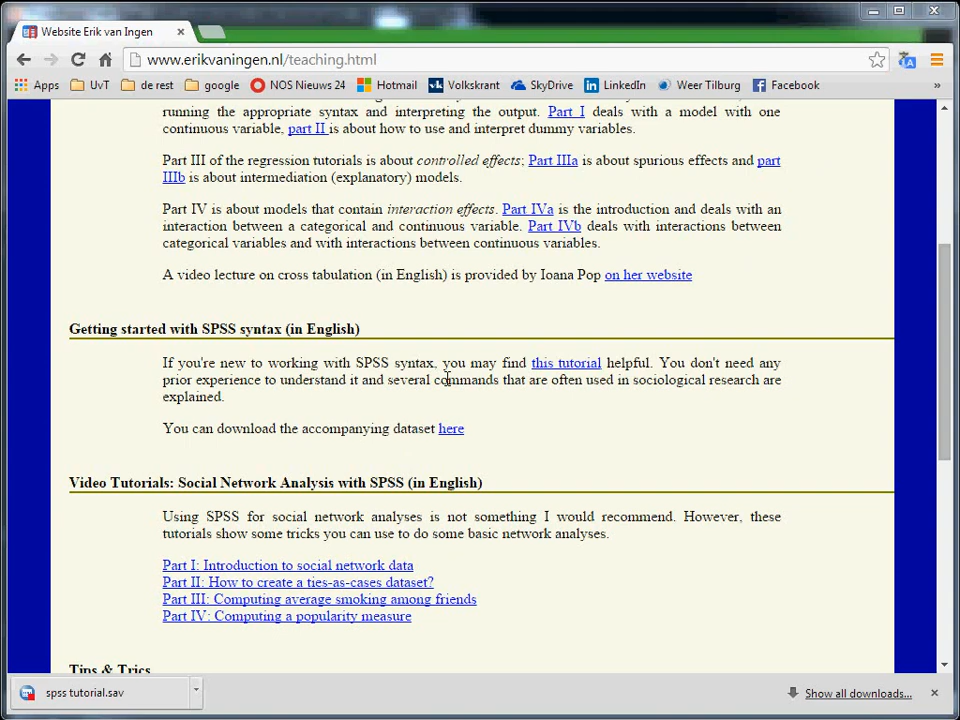 Website Erik van Ingen
www.erikvaningen.nl/teaching.html
Apps UvT de rest google NOS Nieuws 24 Hotmail Volkskrant SkyDrive LinkedIn Weer Tilburg Facebook »
running the appropriate syntax and interpreting the output. Part I deals with a model with one
continuous variable, part II is about how to use and interpret dummy variables.
Part III of the regression tutorials is about controlled effects; Part IIIa is about spurious effects and part
IIIb is about intermediation (explanatory) models.
Part IV is about models that contain interaction effects. Part IVa is the introduction and deals with an
interaction between a categorical and continuous variable. Part IVb deals with interactions between
categorical variables and with interactions between continuous variables.
A video lecture on cross tabulation (in English) is provided by Ioana Pop on her website
Getting started with SPSS syntax (in English)
If you're new to working with SPSS syntax, you may find this tutorial helpful. You don't need any
prior experience to understand it and several commands that are often used in sociological research are
explained.
You can download the accompanying dataset here
Video Tutorials: Social Network Analysis with SPSS (in English)
Using SPSS for social network analyses is not something I would recommend. However, these
tutorials show some tricks you can use to do some basic network analyses.
Part I: Introduction to social network data
Part II: How to create a ties-as-cases dataset?
Part III: Computing average smoking among friends
Part IV: Computing a popularity measure
Tips & Trics
spss tutorial.sav
Show all downloads...